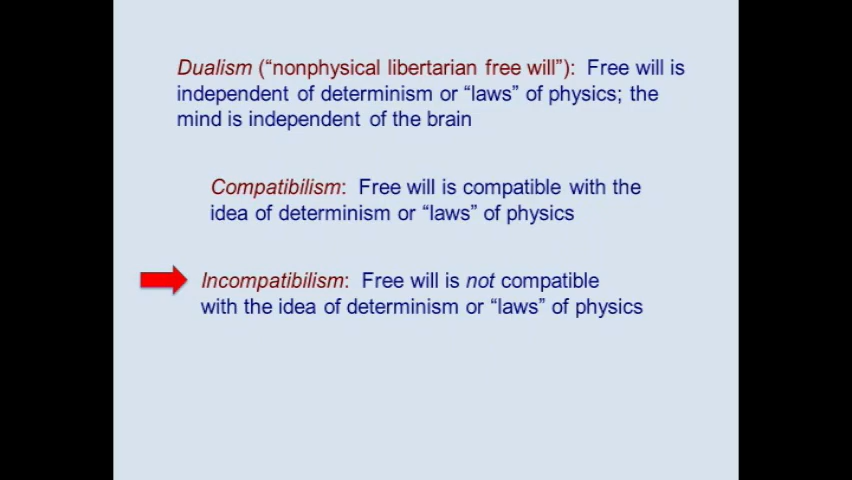 Dualism (“nonphysical libertarian free will”): Free will is
independent of determinism or “laws” of physics; the
mind is independent of the brain
Compatibilism: Free will is compatible with the
idea of determinism or “laws” of physics
Incompatibilism: Free will is not compatible
with the idea of determinism or “laws” of physics